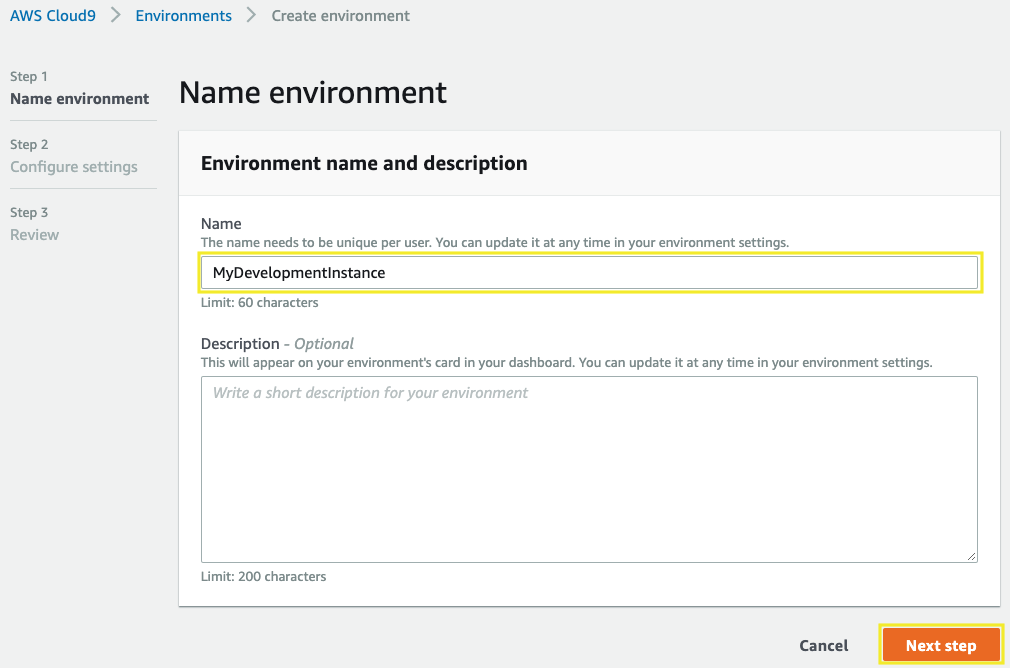 AWS Cloud9 > Environments > Create environment
Step 1
Name environment
Step 2
Configure settings
Step 3
Review
Name environment
Environment name and description
Name
The name needs to be unique per user. You can update it at any time in your environment settings.
MyDevelopmentInstance
Limit: 60 characters
Description - Optional
This will appear on your environment's card in your dashboard. You can update it at any time in your environment settings.
Write a short description for your environment
Limit: 200 characters
Cancel Next step